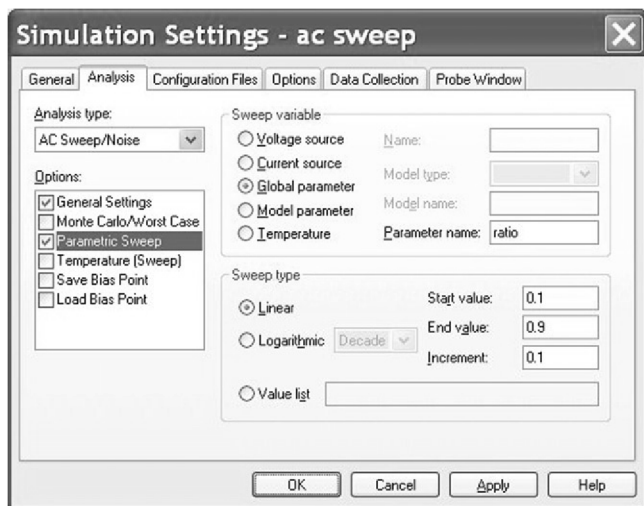 Simulation Settings - ac sweep
General Analysis Configuration Files Options Data Collection Probe Window
Analysis type:
AC Sweep/Noise
Options:
General Settings
Monte Carlo/Worst Case
Parametric Sweep
Temperature (Sweep)
Save Bias Point
Load Bias Point
Sweep variable
Voltage source
Current source
Global parameter
Model parameter
Temperature
Name:
Model type:
Model name:
Parameter name: ratio
Sweep type
Linear
Logarithmic Decade
Value list
Start value: 0.1
End value: 0.9
Increment: 0.1
OK Cancel Apply Help